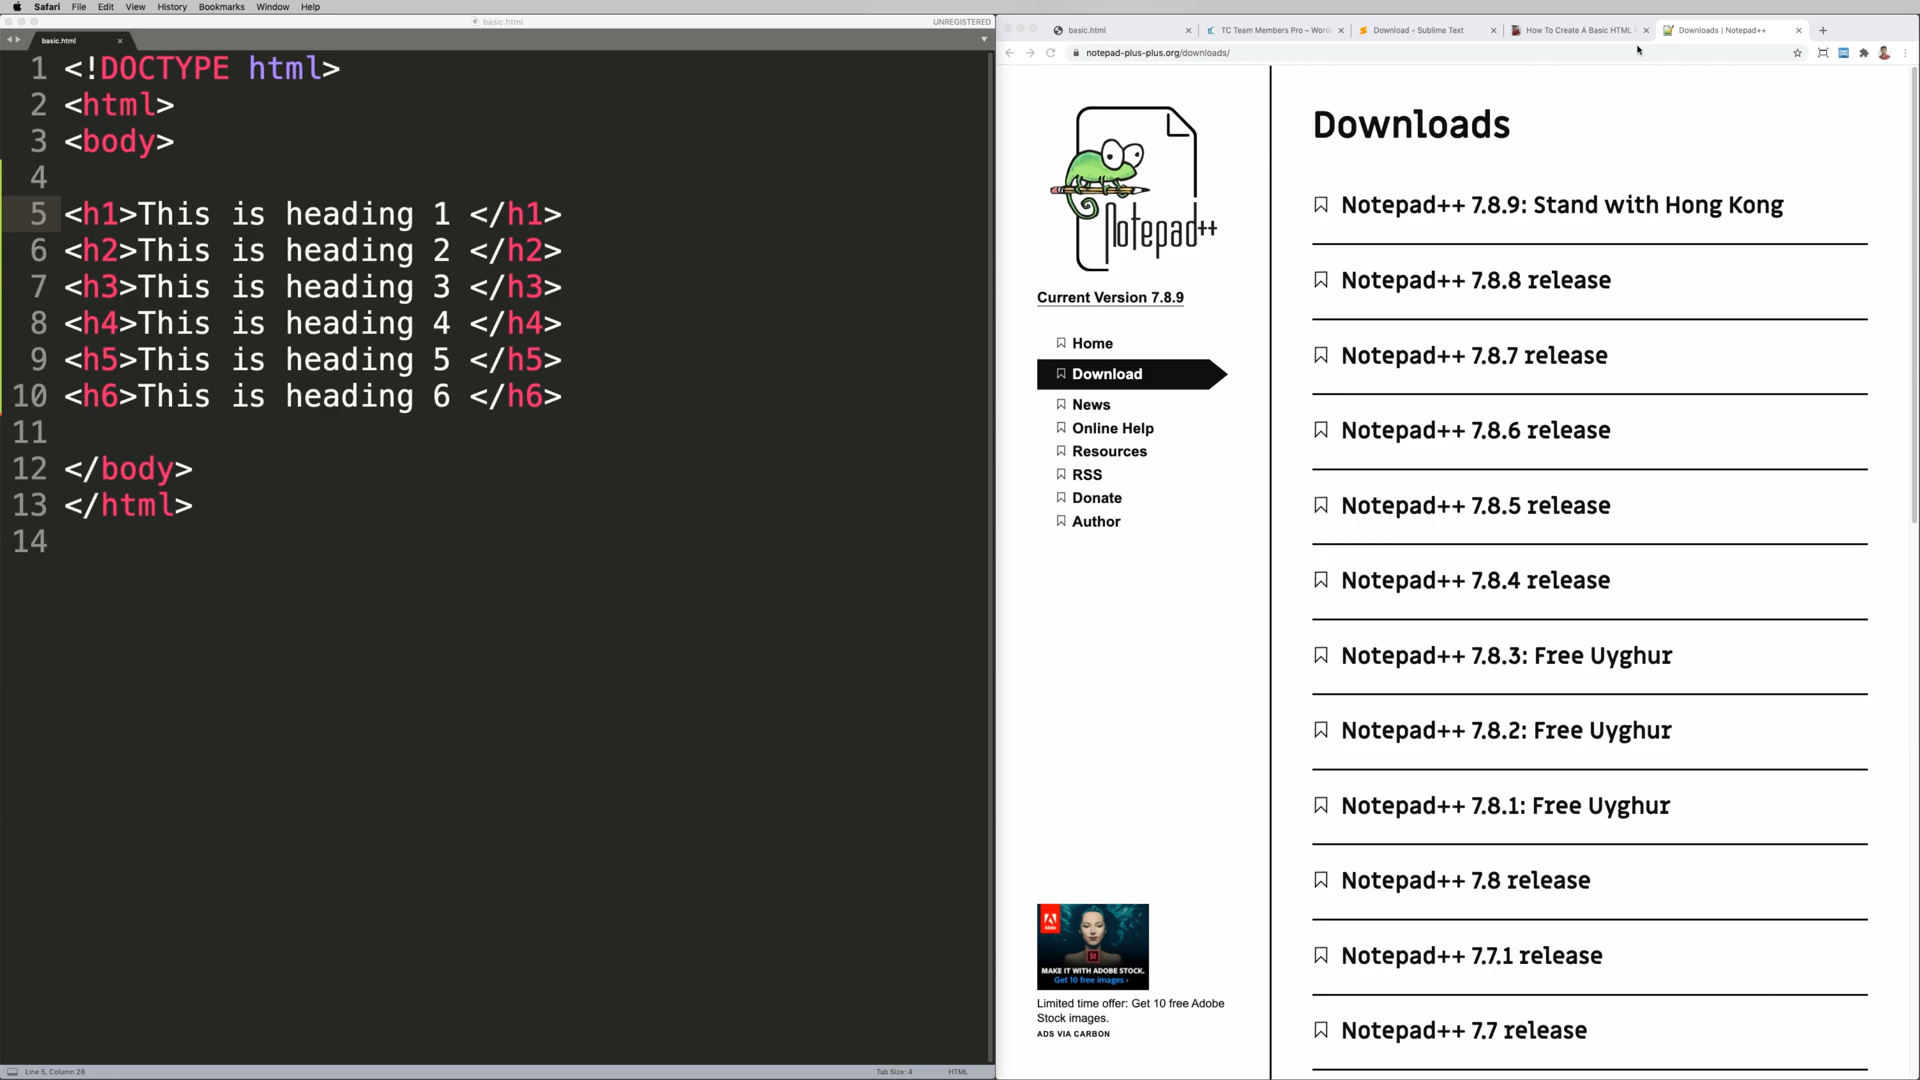 Safari File Edit View History Bookmarks Window Help
basic.html
UNREGISTERED
basic.html
1 <!DOCTYPE html>
2 <html>
3 <body>
4
5 <h1>This is heading 1 </h1>
6 <h2>This is heading 2 </h2>
7 <h3>This is heading 3 </h3>
8 <h4>This is heading 4 </h4>
9 <h5>This is heading 5 </h5>
10 <h6>This is heading 6 </h6>
11
12 </body>
13 </html>
14
Line 5, Column 28
Tab Size: 4
HTML
basic.html
TC Team Members Pro – Word
Download - Sublime Text
How To Create A Basic HTML
Downloads | Notepad++
notepad-plus-plus.org/downloads/
Notepad++
Current Version 7.8.9
Home
Download
News
Online Help
Resources
RSS
Donate
Author
Adobe
St
MAKE IT WITH ADOBE STOCK.
Get 10 free images ›
Limited time offer: Get 10 free Adobe
Stock images.
ADS VIA CARBON
Downloads
Notepad++ 7.8.9: Stand with Hong Kong
Notepad++ 7.8.8 release
Notepad++ 7.8.7 release
Notepad++ 7.8.6 release
Notepad++ 7.8.5 release
Notepad++ 7.8.4 release
Notepad++ 7.8.3: Free Uyghur
Notepad++ 7.8.2: Free Uyghur
Notepad++ 7.8.1: Free Uyghur
Notepad++ 7.8 release
Notepad++ 7.7.1 release
Notepad++ 7.7 release